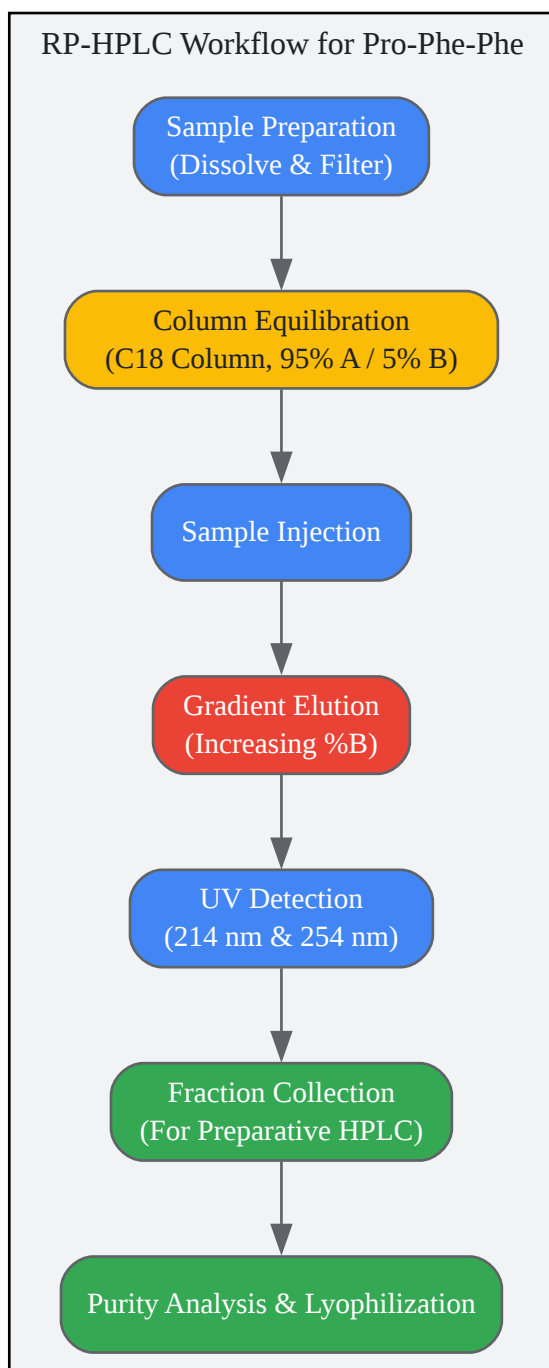 RP-HPLC Workflow for Pro-Phe-Phe
Sample Preparation
(Dissolve & Filter)
Column Equilibration
(C18 Column, 95% A / 5% B)
Sample Injection
Gradient Elution
(Increasing %B)
UV Detection
(214 nm & 254 nm)
Fraction Collection
(For Preparative HPLC)
Purity Analysis & Lyophilization